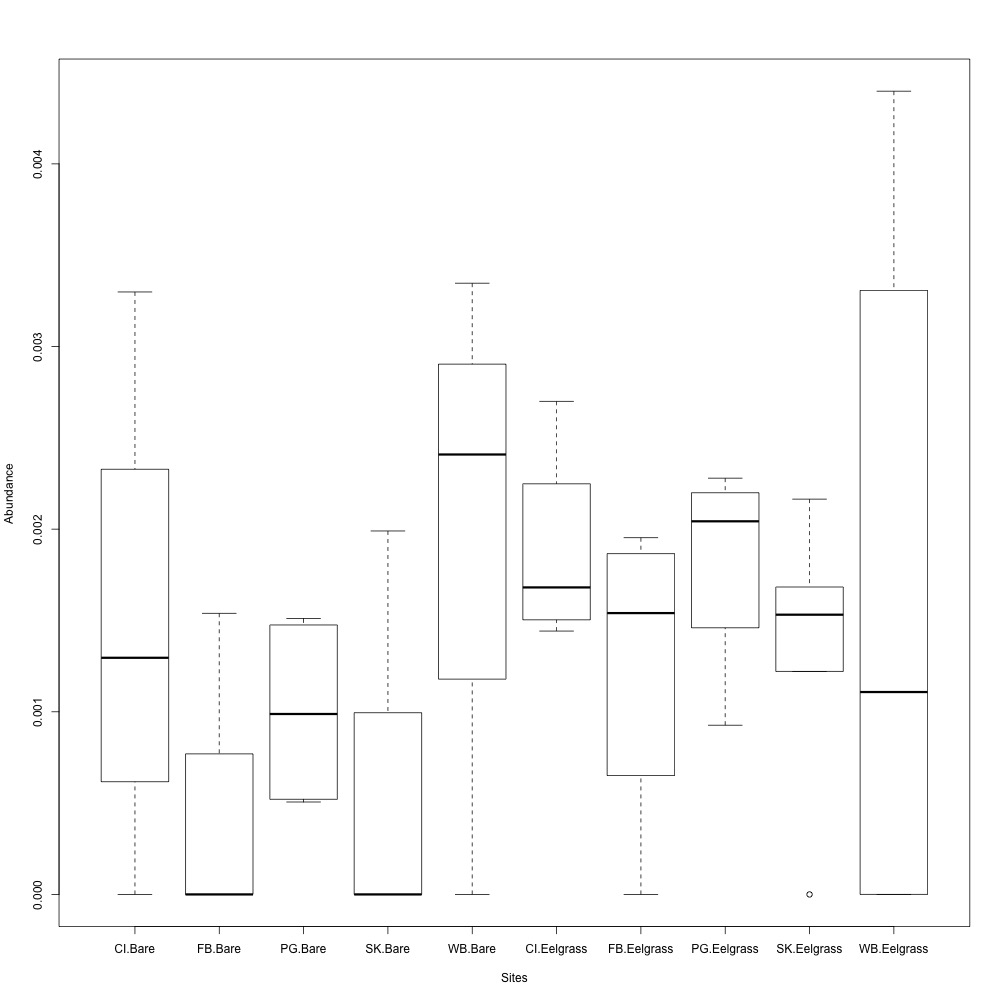 Abundance
0.004
0.003
0.002
0.001
0.000
CI.Bare FB.Bare PG.Bare SK.Bare WB.Bare CI.Eelgrass FB.Eelgrass PG.Eelgrass SK.Eelgrass WB.Eelgrass
Sites